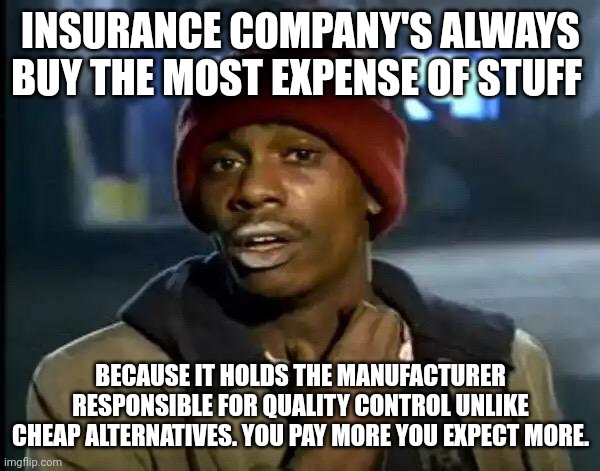 INSURANCE COMPANY'S ALWAYS
BUY THE MOST EXPENSE OF STUFF
BECAUSE IT HOLDS THE MANUFACTURER
RESPONSIBLE FOR QUALITY CONTROL UNLIKE
CHEAP ALTERNATIVES. YOU PAY MORE YOU EXPECT MORE.
imgflip.com